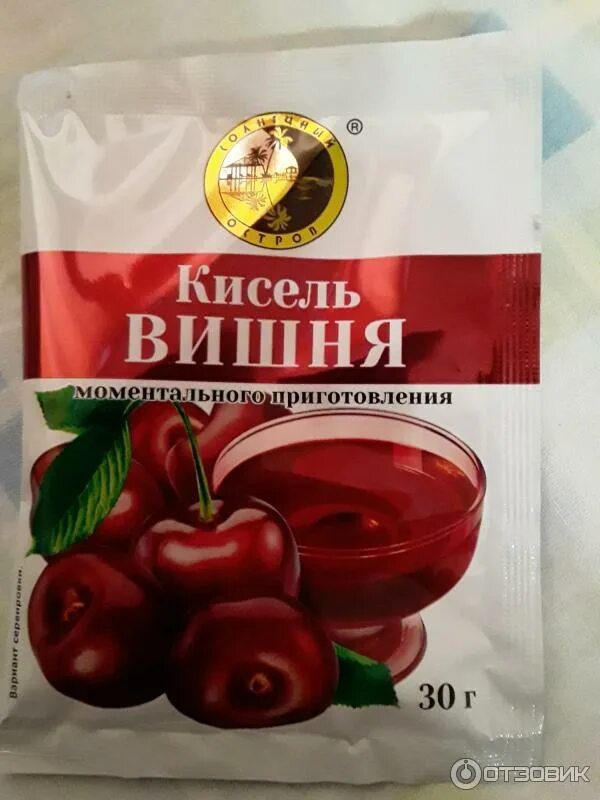 СОЛНЕЧНЫЙ
ОСТРОВ
®
Кисель
ВИШНЯ
моментального приготовления
Вариант сервировки.
30 г
ОТЗОВИК